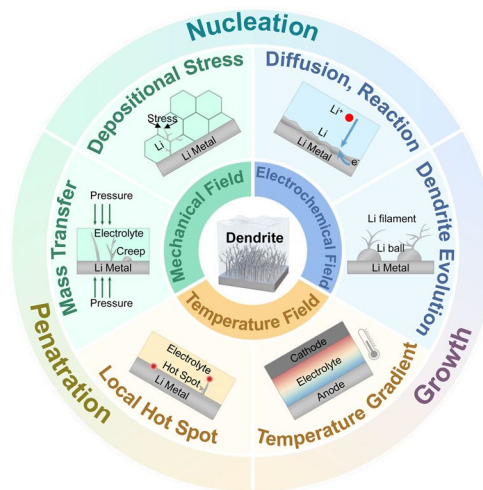 Nucleation
Depositional Stress
Diffusion, Reaction
Stress
Li
Li Metal
Li⁺
Li
Li Metal
e⁻
Mass Transfer
Pressure
Electrolyte
Creep
Li Metal
Pressure
Mechanical Field
Electrochemical Field
Dendrite
Temperature Field
Dendrite Evolution
Li filament
Li ball
Li Metal
Penatration
Growth
Local Hot Spot
Electrolyte
Hot Spot
Li Metal
Temperature Gradient
Cathode
Electrolyte
Anode